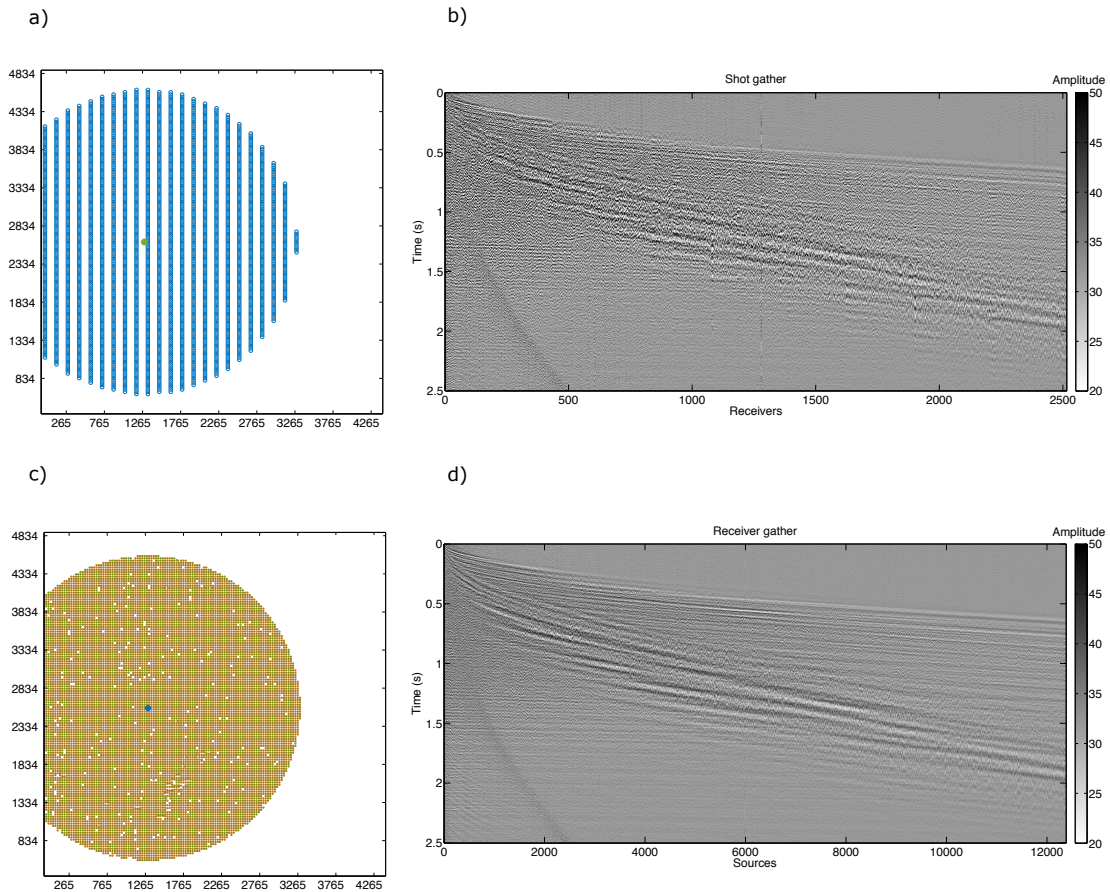 a)
4834
4334
3834
3334
2834
2334
1834
1334
834
265 765 1265 1765 2265 2765 3265 3765 4265
b)
Shot gather
Amplitude
Time (s)
0
0.5
1
1.5
2
2.5
0 500 1000 1500 2000 2500
Receivers
50
45
40
35
30
25
20
c)
4834
4334
3834
3334
2834
2334
1834
1334
834
265 765 1265 1765 2265 2765 3265 3765 4265
d)
Receiver gather
Amplitude
Time (s)
0
0.5
1
1.5
2
2.5
0 2000 4000 6000 8000 10000 12000
Sources
50
45
40
35
30
25
20